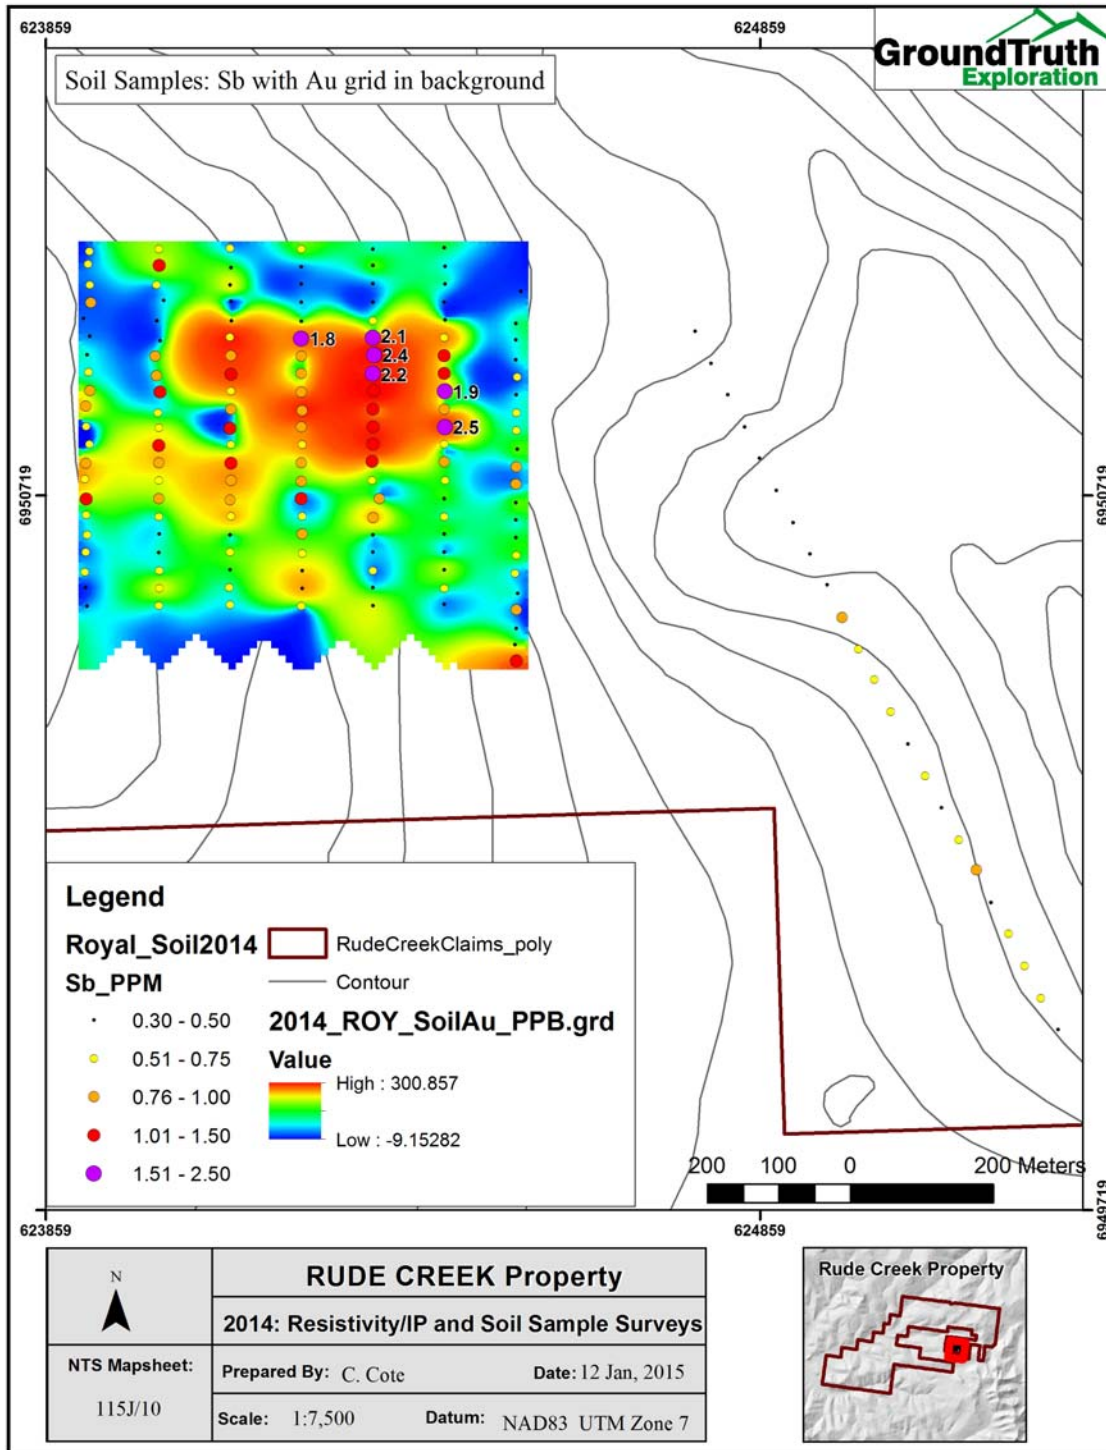 623859
624859
GroundTruth
Exploration
Soil Samples: Sb with Au grid in background
1.8
2.1
2.4
2.2
1.9
2.5
6950719
6950719
Legend
Royal_Soil2014
RudeCreekClaims_poly
Sb_PPM
Contour
0.30 - 0.50
2014_ROY_SoilAu_PPB.grd
0.51 - 0.75
Value
0.76 - 1.00
High : 300.857
1.01 - 1.50
Low : -9.15282
1.51 - 2.50
200 100 0 200 Meters
6949719
623859
624859
N
RUDE CREEK Property
2014: Resistivity/IP and Soil Sample Surveys
NTS Mapsheet:
115J/10
Prepared By: C. Cote Date: 12 Jan, 2015
Scale: 1:7,500 Datum: NAD83 UTM Zone 7
Rude Creek Property